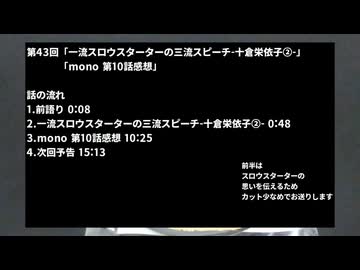 第43回「一流スロウスターターの三流スピーチ-十倉栄依子②-」
「mono 第10話感想」
話の流れ
1.前語り 0:08
2.一流スロウスターターの三流スピーチ-十倉栄依子②- 0:48
3.mono 第10話感想 10:25
4.次回予告 15:13
前半は
スロウスターターの
思いを伝えるため
カット少なめでお送りします